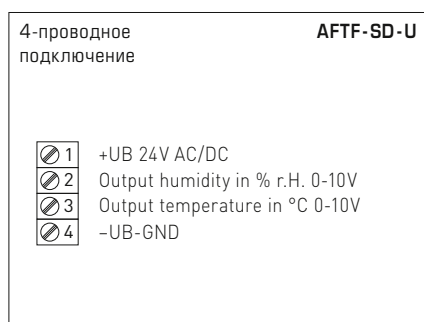 4-проводное AFTF-SD-U
подключение
1 +UB 24V AC/DC
2 Output humidity in % r.H. 0-10V
3 Output temperature in °C 0-10V
4 –UB-GND